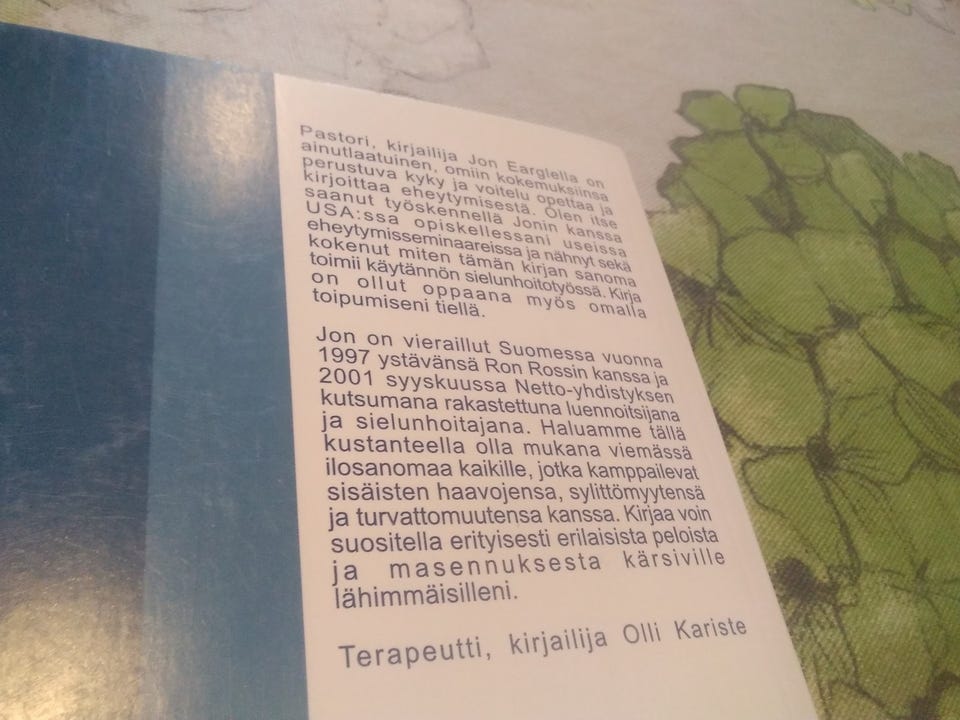 Pastori, kirjailija Jon Earglella on
ainutlaatuinen, omiin kokemuksiinsa
perustuva kyky ja voitelu opettaa ja
kirjoittaa eheytymisestä. Olen itse
saanut työskennellä Jonin kanssa
USA:ssa opiskellessani useissa
eheytymisseminaareissa ja nähnyt sekä
kokenut miten tämän kirjan sanoma
toimii käytännön sielunhoitotyössä. Kirja
on ollut oppaana myös omalla
toipumiseni tiellä.
Jon on vieraillut Suomessa vuonna
1997 ystävänsä Ron Rossin kanssa ja
2001 syyskuussa Netto-yhdistyksen
kutsumana rakastettuna luennoitsijana
ja sielunhoitajana. Haluamme tällä
kustanteella olla mukana viemässä
ilosanomaa kaikille, jotka kamppailevat
sisäisten haavojensa, sylittömyytensä
ja turvattomuutensa kanssa. Kirjaa voin
suositella erityisesti erilaisista peloista
ja masennuksesta kärsiville
lähimmäisilleni.
Terapeutti, kirjailija Olli Kariste